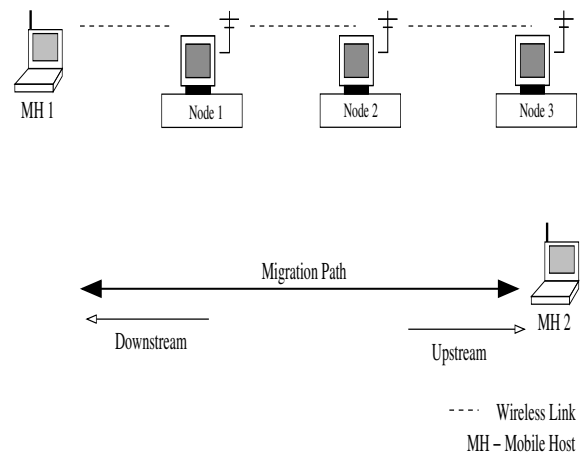 MH 1
Node 1
Node 2
Node 3
Migration Path
MH 2
Downstream
Upstream
Wireless Link
MH – Mobile Host